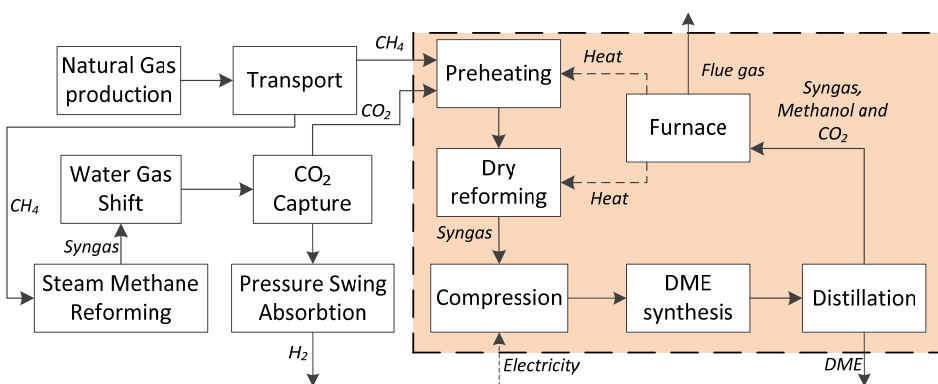 Natural Gas
production
Transport
CH4
CO2
CH4
Water Gas
Shift
CO2
Capture
Syngas
Steam Methane
Reforming
Pressure Swing
Absorbtion
H2
Preheating
Heat
Flue gas
Furnace
Syngas,
Methanol and
CO2
Dry
reforming
Heat
Syngas
Compression
DME
synthesis
Distillation
Electricity
DME